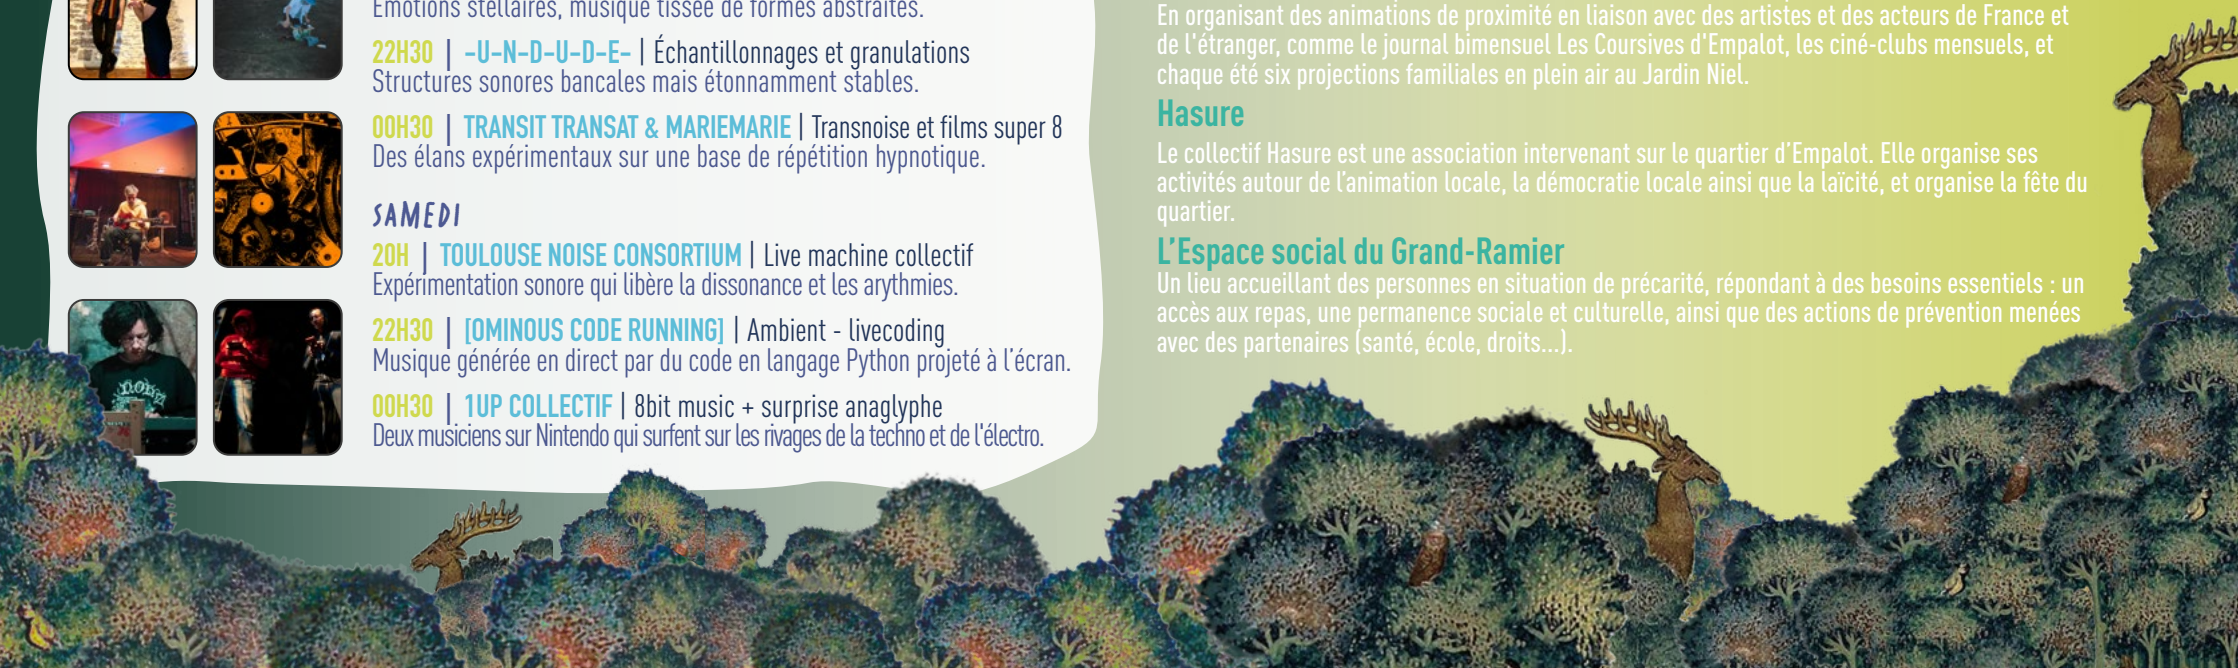 Émotions stellaires, musique tissée de formes abstraites.
22H30 | -U-N-D-U-D-E- | Échantillonnages et granulations
Structures sonores bancales mais étonnamment stables.
00H30 | TRANSIT TRANSAT & MARIEMARIE | Transnoise et films super 8
Des élans expérimentaux sur une base de répétition hypnotique.
SAMEDI
20H | TOULOUSE NOISE CONSORTIUM | Live machine collectif
Expérimentation sonore qui libère la dissonance et les arythmies.
22H30 | [OMINOUS CODE RUNNING] | Ambient - livecoding
Musique générée en direct par du code en langage Python projeté à l'écran.
00H30 | 1UP COLLECTIF | 8bit music + surprise anaglyphe
Deux musiciens sur Nintendo qui surfent sur les rivages de la techno et de l'électro.
En organisant des animations de proximité en liaison avec des artistes et des acteurs de France et
de l'étranger, comme le journal bimensuel Les Coursives d'Empalot, les ciné-clubs mensuels, et
chaque été six projections familiales en plein air au Jardin Niel.
Hasure
Le collectif Hasure est une association intervenant sur le quartier d'Empalot. Elle organise ses
activités autour de l'animation locale, la démocratie locale ainsi que la laïcité, et organise la fête du
quartier.
L'Espace social du Grand-Ramier
Un lieu accueillant des personnes en situation de précarité, répondant à des besoins essentiels : un
accès aux repas, une permanence sociale et culturelle, ainsi que des actions de prévention menées
avec des partenaires (santé, école, droits...).